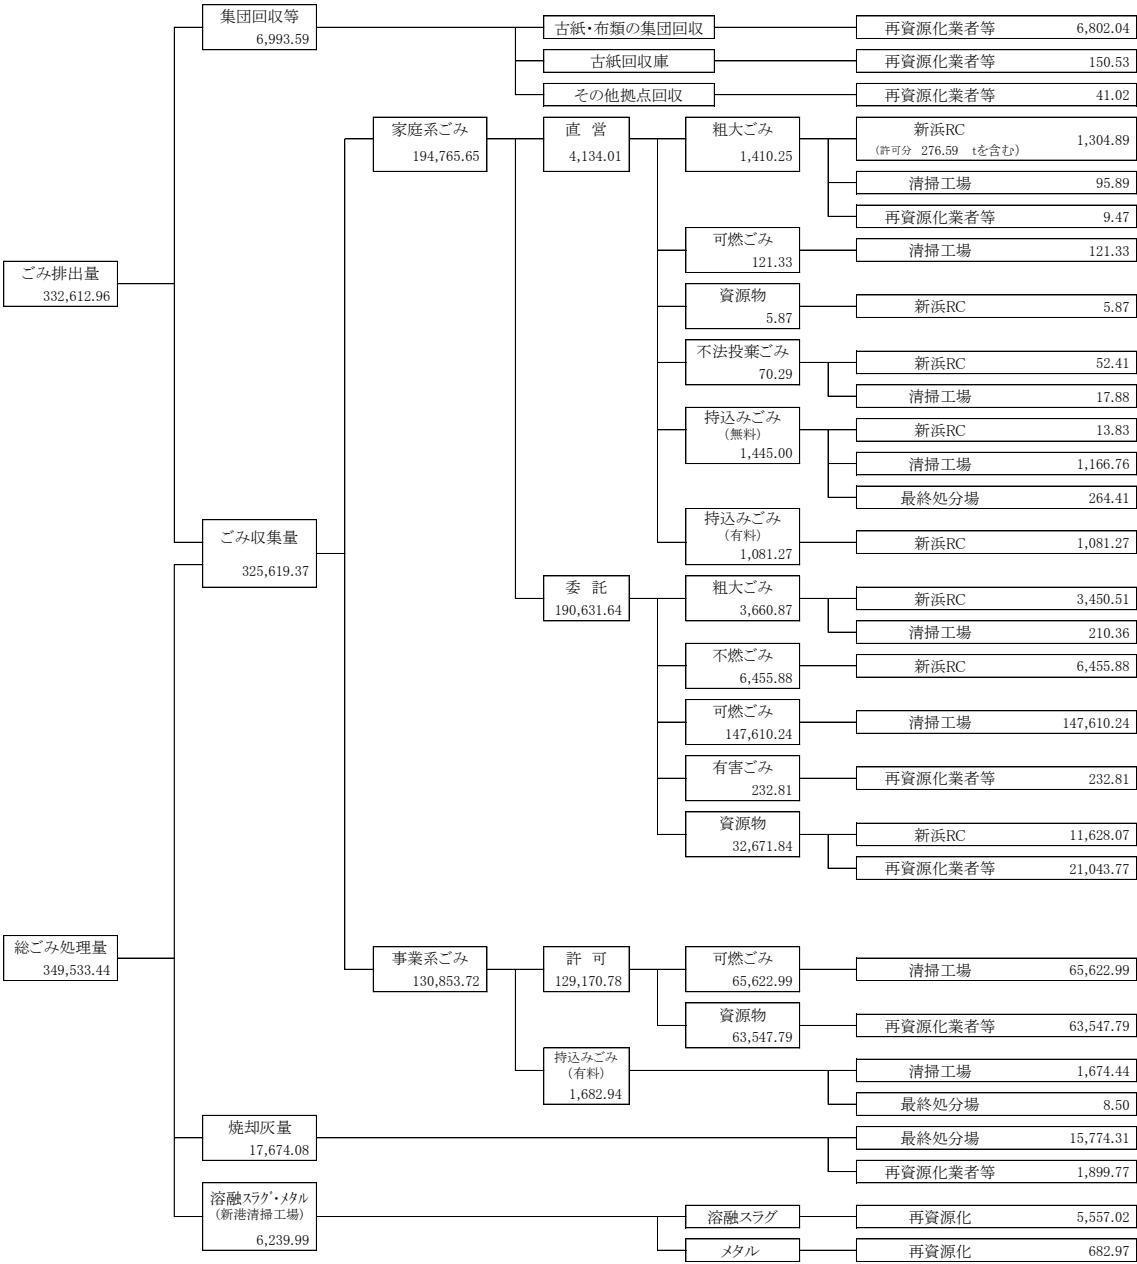 集団回収等
6,993.59
古紙・布類の集団回収
再資源化業者等 6,802.04
古紙回収庫
再資源化業者等 150.53
その他拠点回収
再資源化業者等 41.02
家庭系ごみ
194,765.65
直 営
4,134.01
粗大ごみ
1,410.25
新浜RC
(許可分 276.59 tを含む)
1,304.89
清掃工場 95.89
再資源化業者等 9.47
可燃ごみ
121.33
清掃工場 121.33
ごみ排出量
332,612.96
資源物
5.87
新浜RC 5.87
不法投棄ごみ
70.29
新浜RC 52.41
清掃工場 17.88
持込みごみ
(無料)
1,445.00
新浜RC 13.83
清掃工場 1,166.76
最終処分場 264.41
ごみ収集量
325,619.37
持込みごみ
(有料)
1,081.27
新浜RC 1,081.27
委 託
190,631.64
粗大ごみ
3,660.87
新浜RC 3,450.51
清掃工場 210.36
不燃ごみ
6,455.88
新浜RC 6,455.88
可燃ごみ
147,610.24
清掃工場 147,610.24
有害ごみ
232.81
再資源化業者等 232.81
資源物
32,671.84
新浜RC 11,628.07
再資源化業者等 21,043.77
総ごみ処理量
349,533.44
事業系ごみ
130,853.72
許 可
129,170.78
可燃ごみ
65,622.99
清掃工場 65,622.99
資源物
63,547.79
再資源化業者等 63,547.79
持込みごみ
(有料)
1,682.94
清掃工場 1,674.44
最終処分場 8.50
焼却灰量
17,674.08
最終処分場 15,774.31
再資源化業者等 1,899.77
溶融ｽﾗｸﾞ・ﾒﾀﾙ
(新港清掃工場)
6,239.99
溶融スラグ
再資源化 5,557.02
メタル
再資源化 682.97